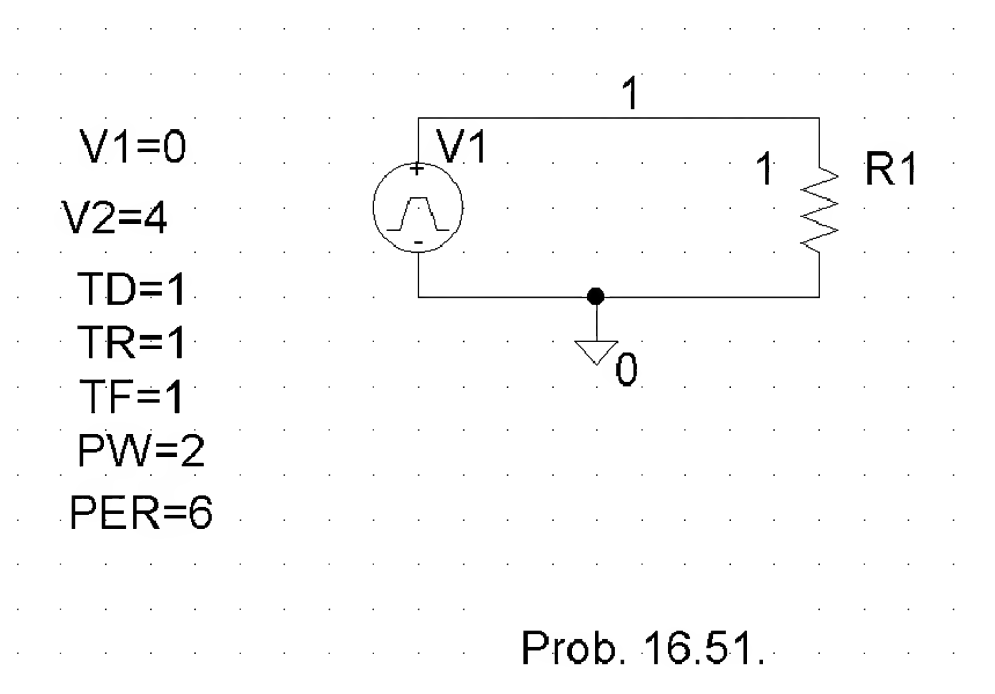 1
V1=0
V1
+
1
R1
V2=4
-
TD=1
TR=1
0
TF=1
PW=2
PER=6
Prob. 16.51.